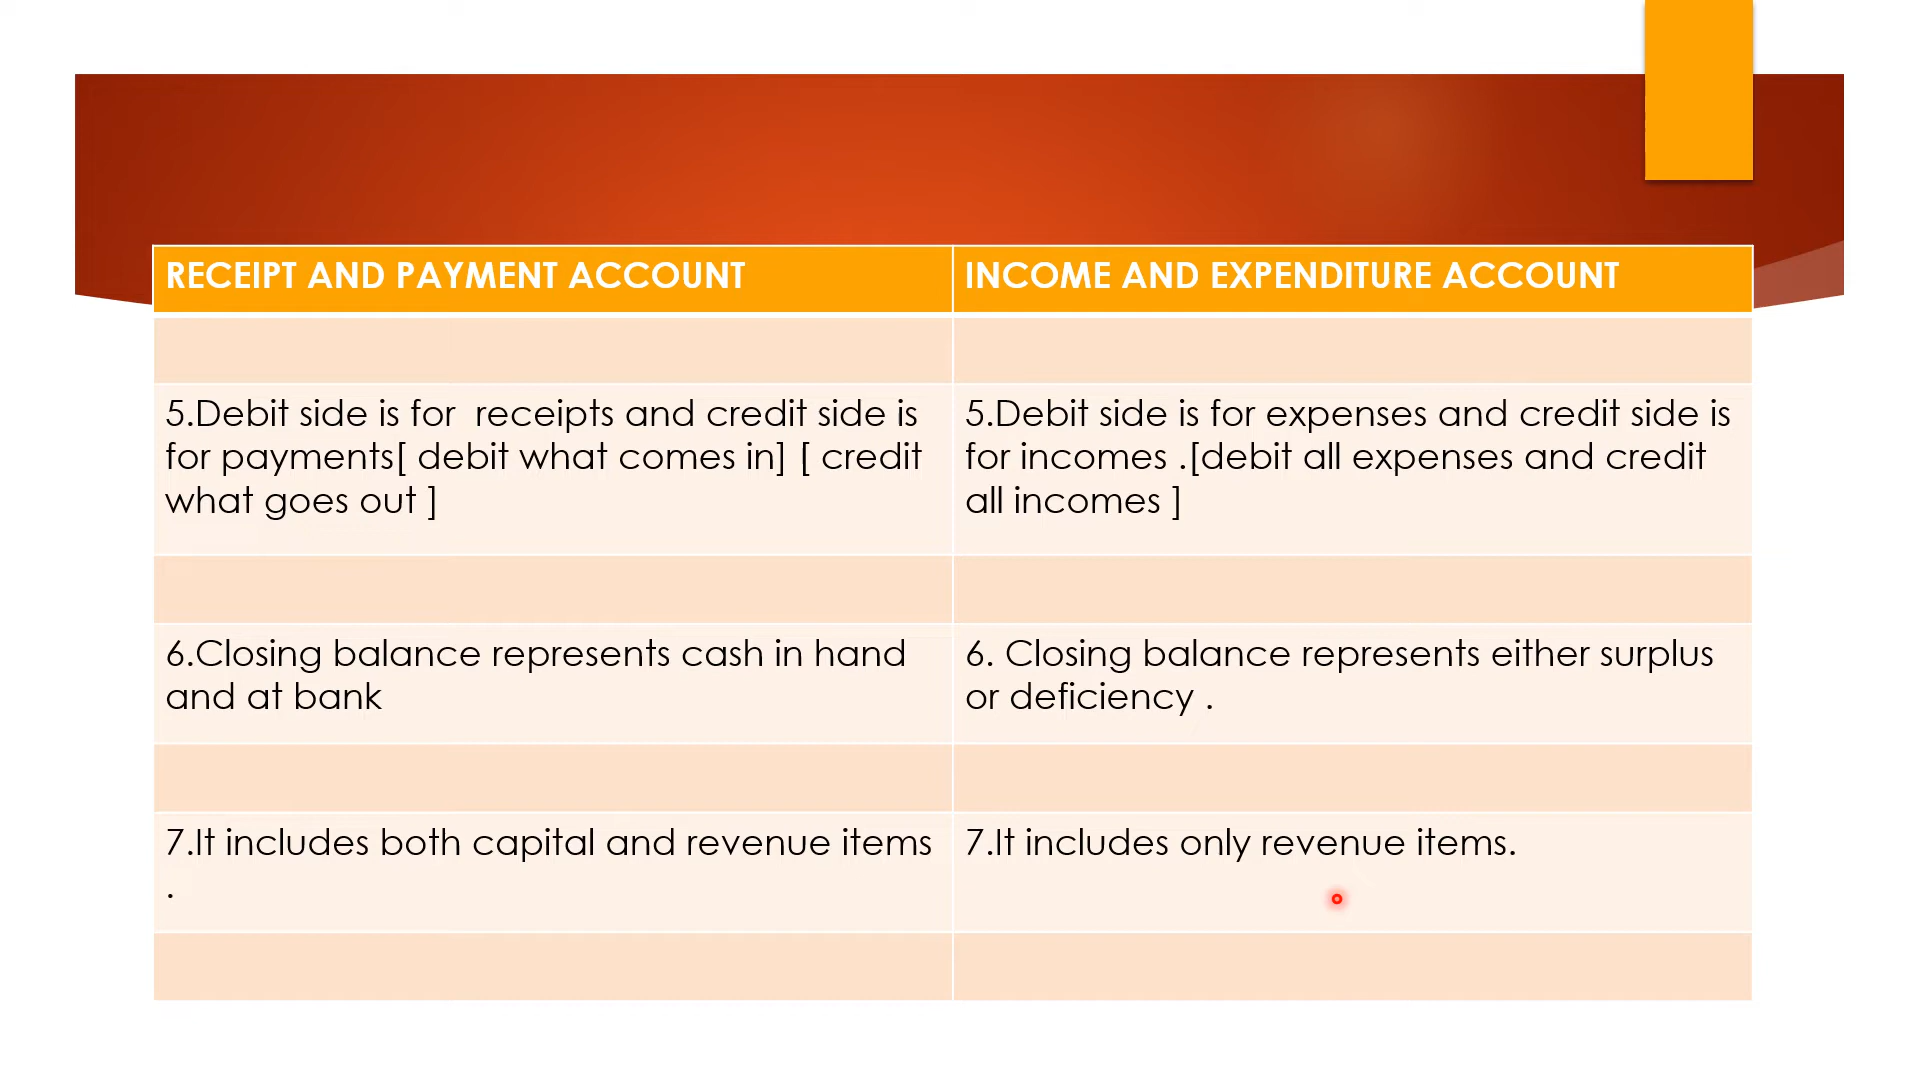 RECEIPT AND PAYMENT ACCOUNT
INCOME AND EXPENDITURE ACCOUNT
5.Debit side is for  receipts and credit side is
for payments[ debit what comes in] [ credit
what goes out ]
5.Debit side is for expenses and credit side is
for incomes .[debit all expenses and credit
all incomes ]
6.Closing balance represents cash in hand
and at bank
6. Closing balance represents either surplus
or deficiency .
7.It includes both capital and revenue items
.
7.It includes only revenue items.